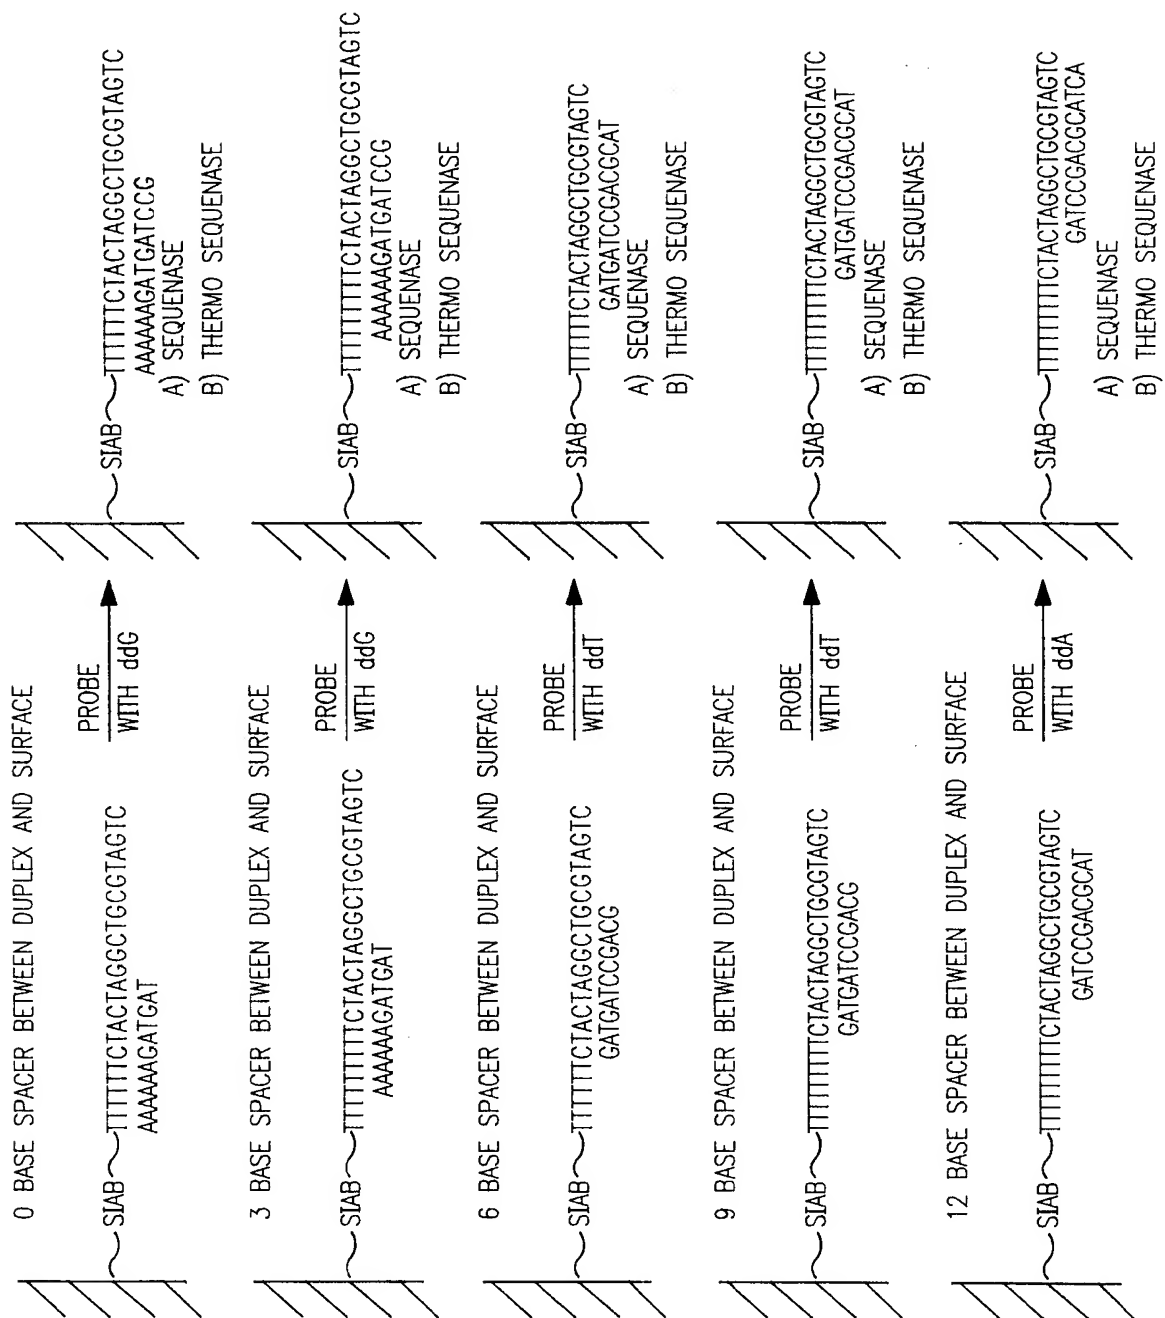 0 BASE SPACER BETWEEN DUPLEX AND SURFACE
SIAB
TTTTTTCTACTAGGCTGCGTAGTC
AAAAAAGATGAT
PROBE
WITH ddG
SIAB
TTTTTTCTACTAGGCTGCGTAGTC
AAAAAAGATGATCCG
A) SEQUENASE
B) THERMO SEQUENASE
3 BASE SPACER BETWEEN DUPLEX AND SURFACE
SIAB
TTTTTTTTTCTACTAGGCTGCGTAGTC
AAAAAAGATGAT
PROBE
WITH ddG
SIAB
TTTTTTTTTCTACTAGGCTGCGTAGTC
AAAAAAGATGATCCG
A) SEQUENASE
B) THERMO SEQUENASE
6 BASE SPACER BETWEEN DUPLEX AND SURFACE
SIAB
TTTTTTCTACTAGGCTGCGTAGTC
GATGATCCGACG
PROBE
WITH ddT
SIAB
TTTTTTCTACTAGGCTGCGTAGTC
GATGATCCGACGCAT
A) SEQUENASE
B) THERMO SEQUENASE
9 BASE SPACER BETWEEN DUPLEX AND SURFACE
SIAB
TTTTTTTTTCTACTAGGCTGCGTAGTC
GATGATCCGACG
PROBE
WITH ddT
SIAB
TTTTTTTTTCTACTAGGCTGCGTAGTC
GATGATCCGACGCAT
A) SEQUENASE
B) THERMO SEQUENASE
12 BASE SPACER BETWEEN DUPLEX AND SURFACE
SIAB
TTTTTTTTTCTACTAGGCTGCGTAGTC
GATCCGACGCAT
PROBE
WITH ddA
SIAB
TTTTTTTTTCTACTAGGCTGCGTAGTC
GATCCGACGCATCA
A) SEQUENASE
B) THERMO SEQUENASE